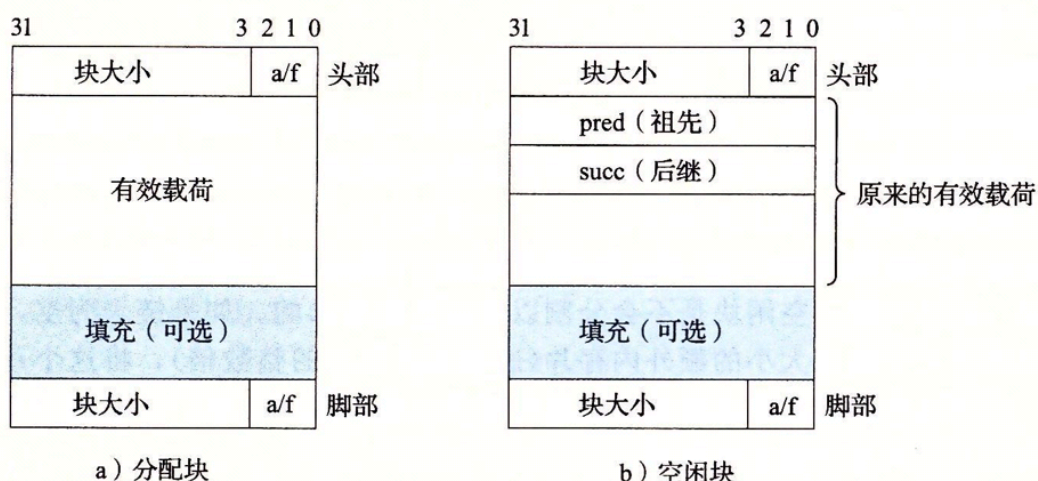 31 3 2 1 0
块大小 a/f 头部
有效载荷
填充（可选）
块大小 a/f 脚部
a）分配块
31 3 2 1 0
块大小 a/f 头部
pred（祖先）
succ（后继）
原来的有效载荷
填充（可选）
块大小 a/f 脚部
b）空闲块